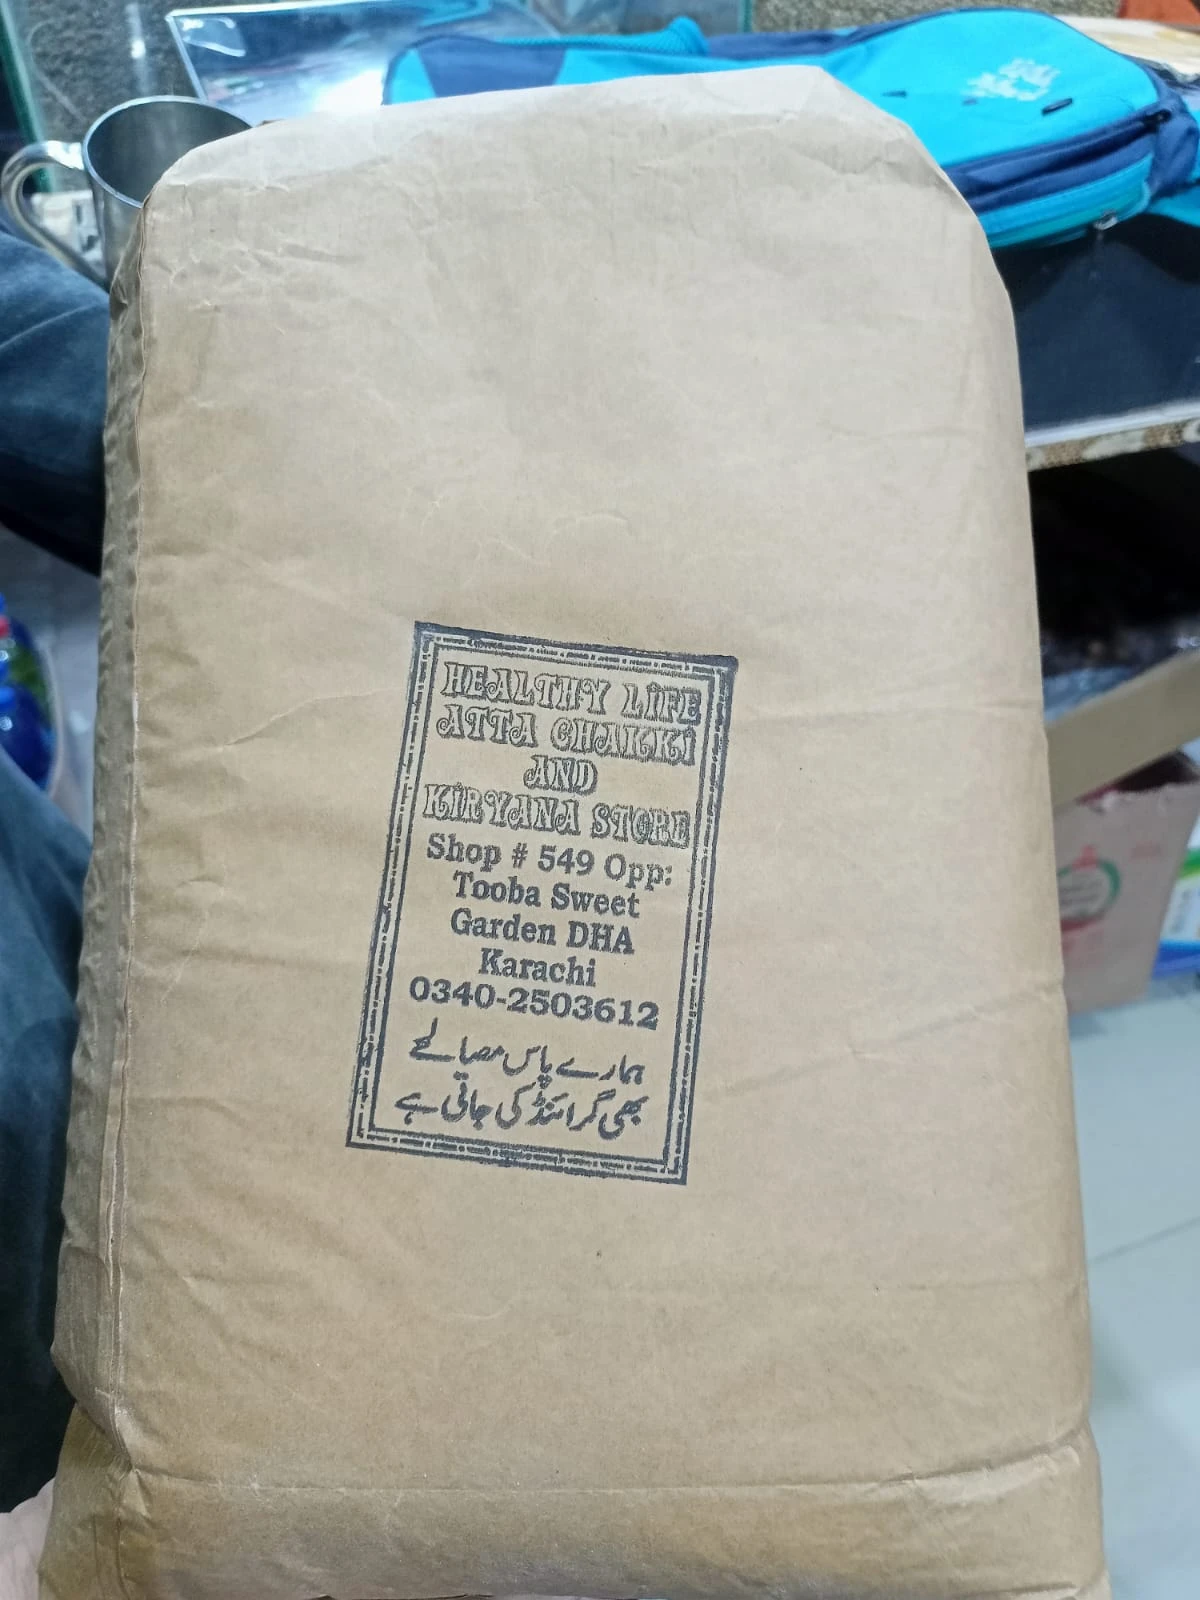 HEALTHY LIFE
ATTA CHAKKI
AND
KIRYANA STORE
Shop # 549 Opp:
Tooba Sweet
Garden DHA
Karachi
0340-2503612
ہمارے پاس مصالحے
بھی گرائنڈ کی جاتی ہے